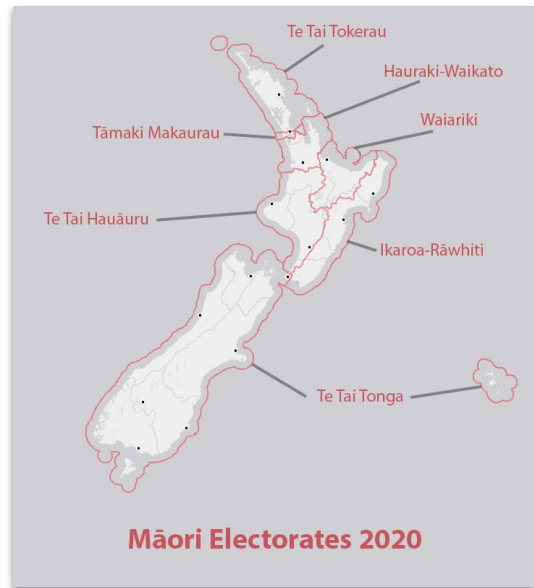 Te Tai Tokerau
Hauraki-Waikato
Waiariki
Tāmaki Makaurau
Te Tai Hauāuru
Ikaroa-Rāwhiti
Te Tai Tonga
Māori Electorates 2020